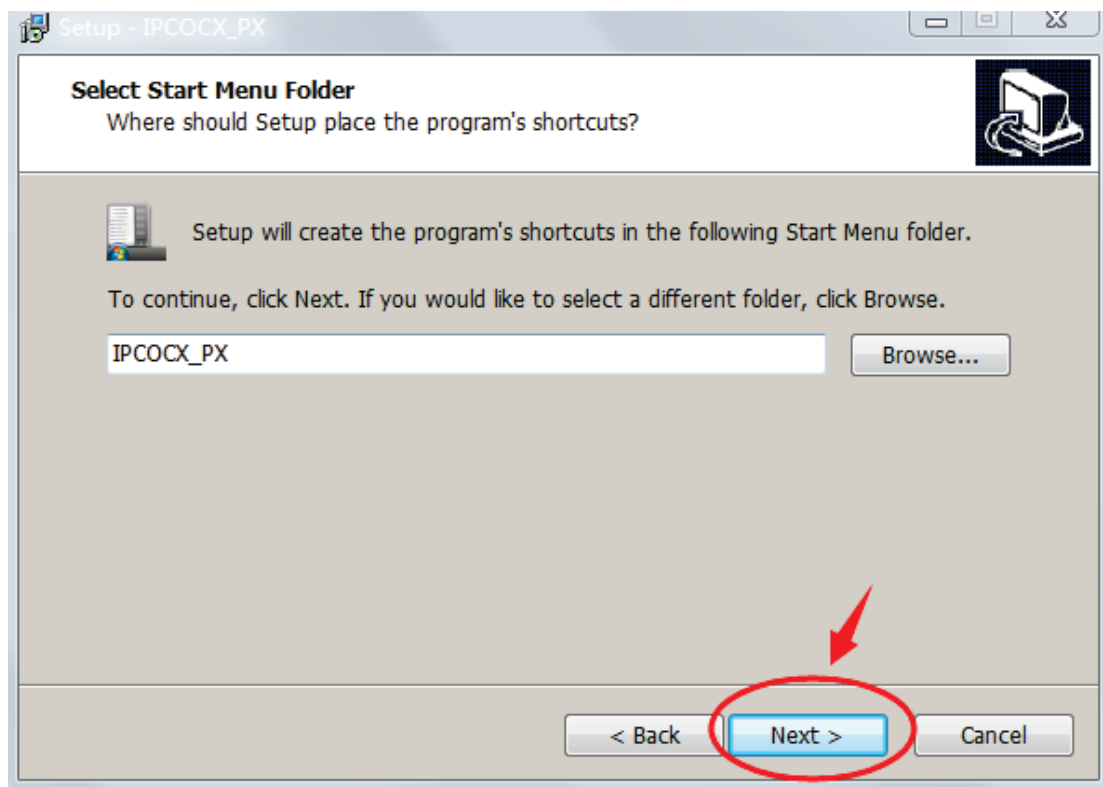 Setup - IPCOCX_PX
Select Start Menu Folder
Where should Setup place the program's shortcuts?
Setup will create the program's shortcuts in the following Start Menu folder.
To continue, click Next. If you would like to select a different folder, click Browse.
IPCOCX_PX
Browse...
< Back
Next >
Cancel